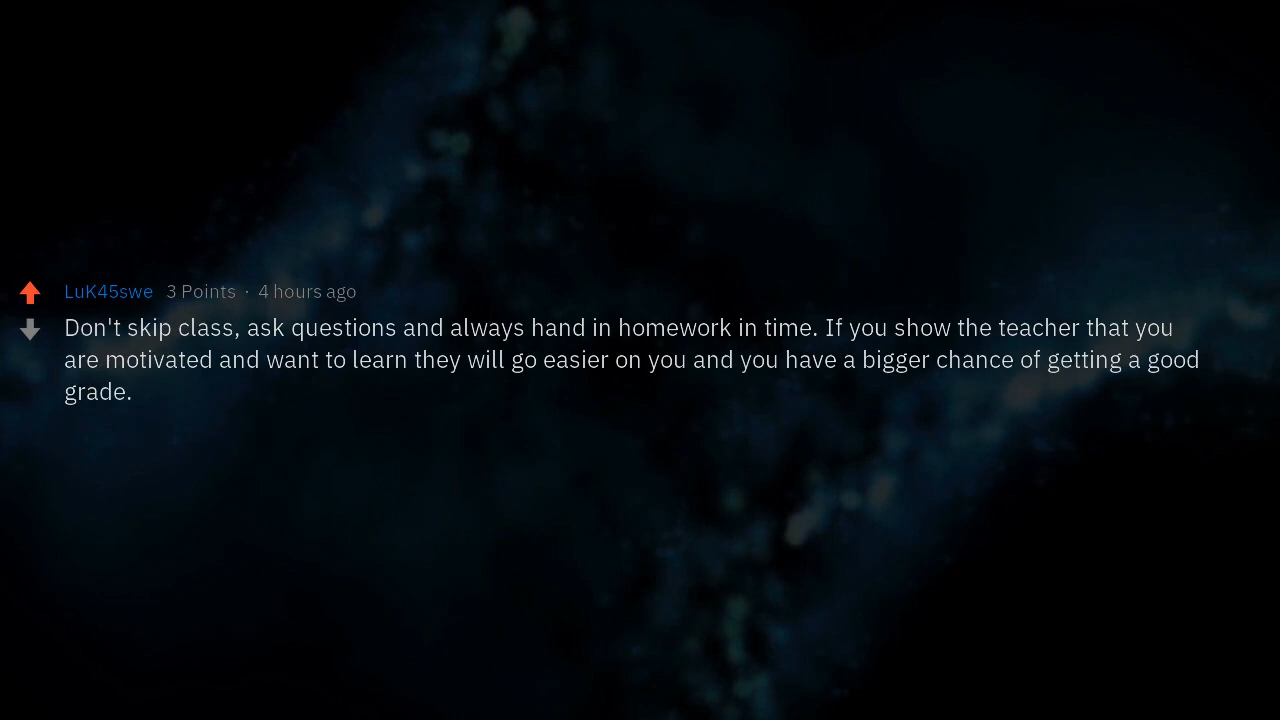 LuK45swe 3 Points · 4 hours ago
Don't skip class, ask questions and always hand in homework in time. If you show the teacher that you
are motivated and want to learn they will go easier on you and you have a bigger chance of getting a good
grade.